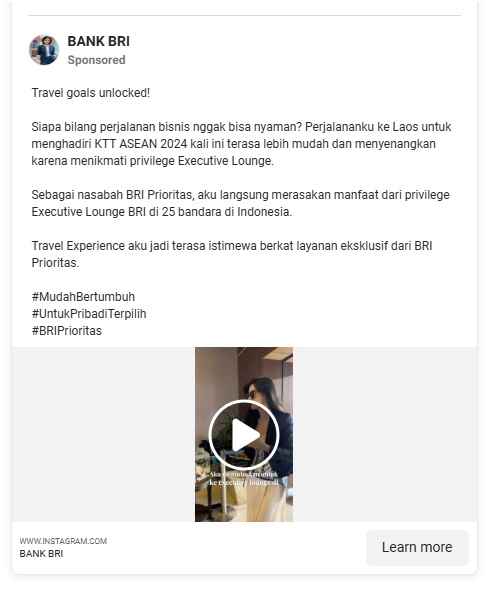 BANK BRI
Sponsored
Travel goals unlocked!
Siapa bilang perjalanan bisnis nggak bisa nyaman? Perjalananku ke Laos untuk
menghadiri KTT ASEAN 2024 kali ini terasa lebih mudah dan menyenangkan
karena menikmati privilege Executive Lounge.
Sebagai nasabah BRI Prioritas, aku langsung merasakan manfaat dari privilege
Executive Lounge BRI di 25 bandara di Indonesia.
Travel Experience aku jadi terasa istimewa berkat layanan eksklusif dari BRI
Prioritas.
#MudahBertumbuh
#UntukPribadiTerpilih
#BRIPrioritas
Aku untuk
ke executive lounge di
WWW.INSTAGRAM.COM
BANK BRI
Learn more